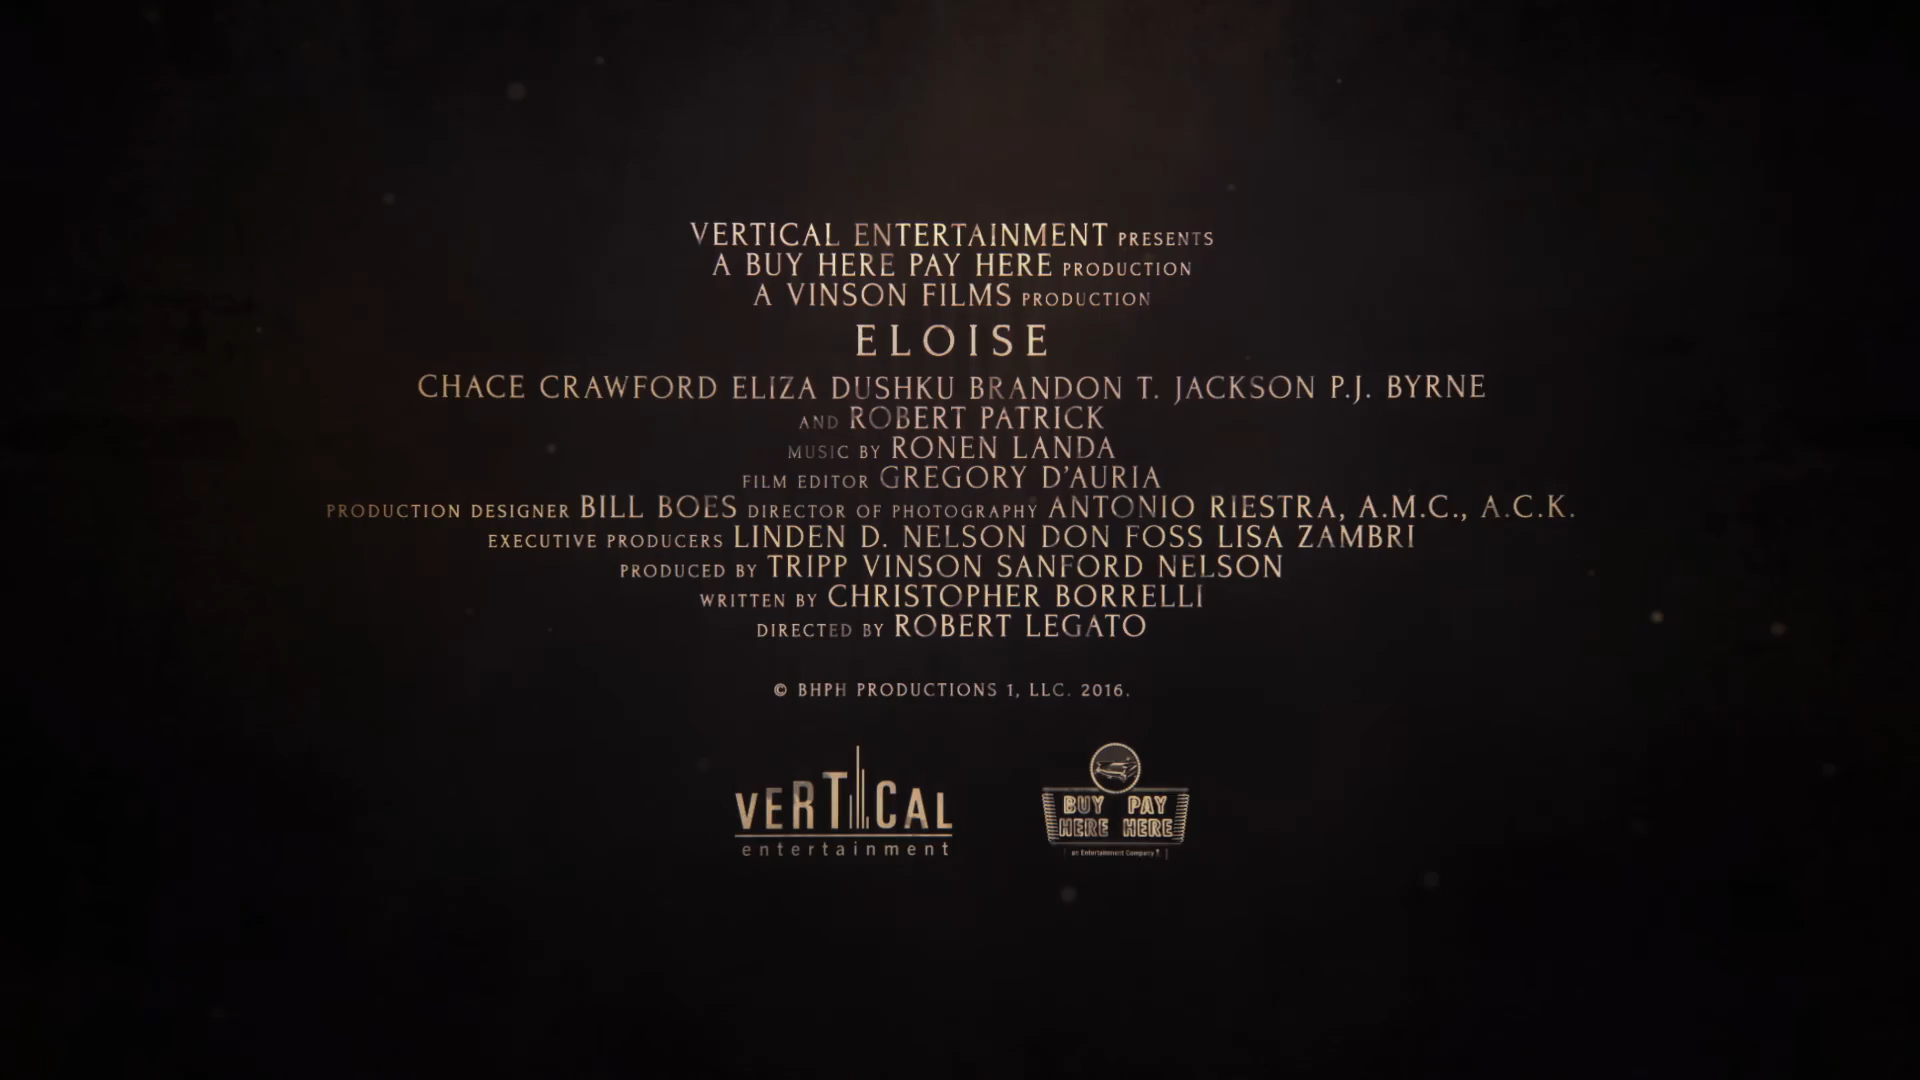 VERTICAL ENTERTAINMENT PRESENTS
A BUY HERE PAY HERE PRODUCTION
A VINSON FILMS PRODUCTION
ELOISE
CHACE CRAWFORD ELIZA DUSHKU BRANDON T. JACKSON P.J. BYRNE
AND ROBERT PATRICK
MUSIC BY RONEN LANDA
FILM EDITOR GREGORY D'AURIA
PRODUCTION DESIGNER BILL BOES DIRECTOR OF PHOTOGRAPHY ANTONIO RIESTRA, A.M.C., A.C.K.
EXECUTIVE PRODUCERS LINDEN D. NELSON DON FOSS LISA ZAMBRI
PRODUCED BY TRIPP VINSON SANFORD NELSON
WRITTEN BY CHRISTOPHER BORRELLI
DIRECTED BY ROBERT LEGATO
© BHPH PRODUCTIONS 1, LLC. 2016.
VERTICAL
entertainment
BUY PAY
HERE HERE
an Entertainment Company